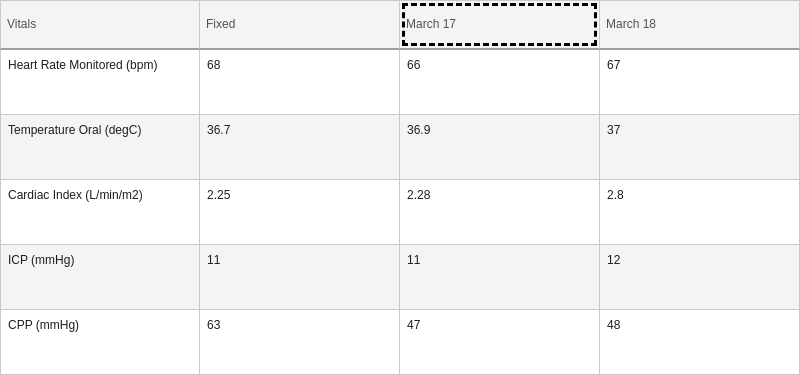 Vitals Fixed March 17 March 18
Heart Rate Monitored (bpm) 68 66 67
Temperature Oral (degC) 36.7 36.9 37
Cardiac Index (L/min/m2) 2.25 2.28 2.8
ICP (mmHg) 11 11 12
CPP (mmHg) 63 47 48